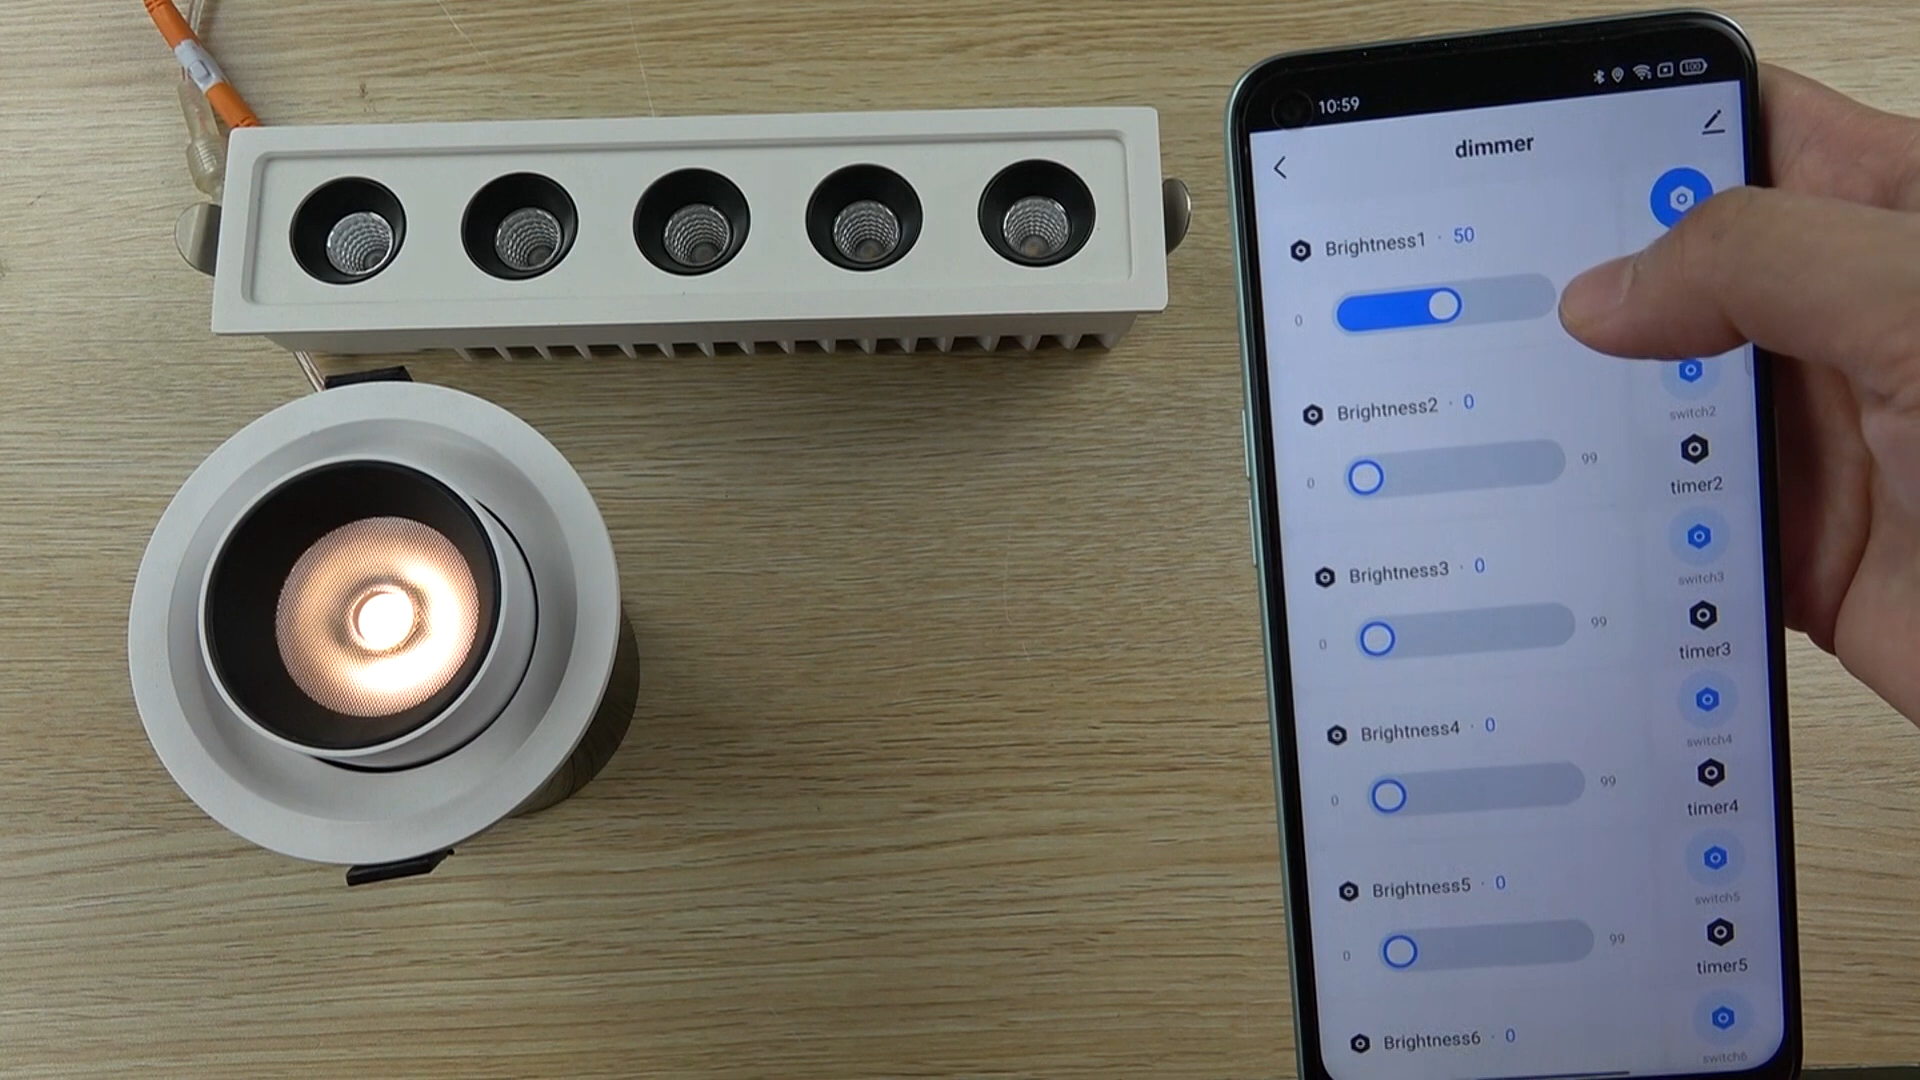 10:59
100
dimmer
Brightness1 · 50
0
switch2
Brightness2 · 0
0
99
timer2
switch3
Brightness3 · 0
0
99
timer3
switch4
Brightness4 · 0
0
99
timer4
switch5
Brightness5 · 0
0
99
timer5
Brightness6 · 0
switch6